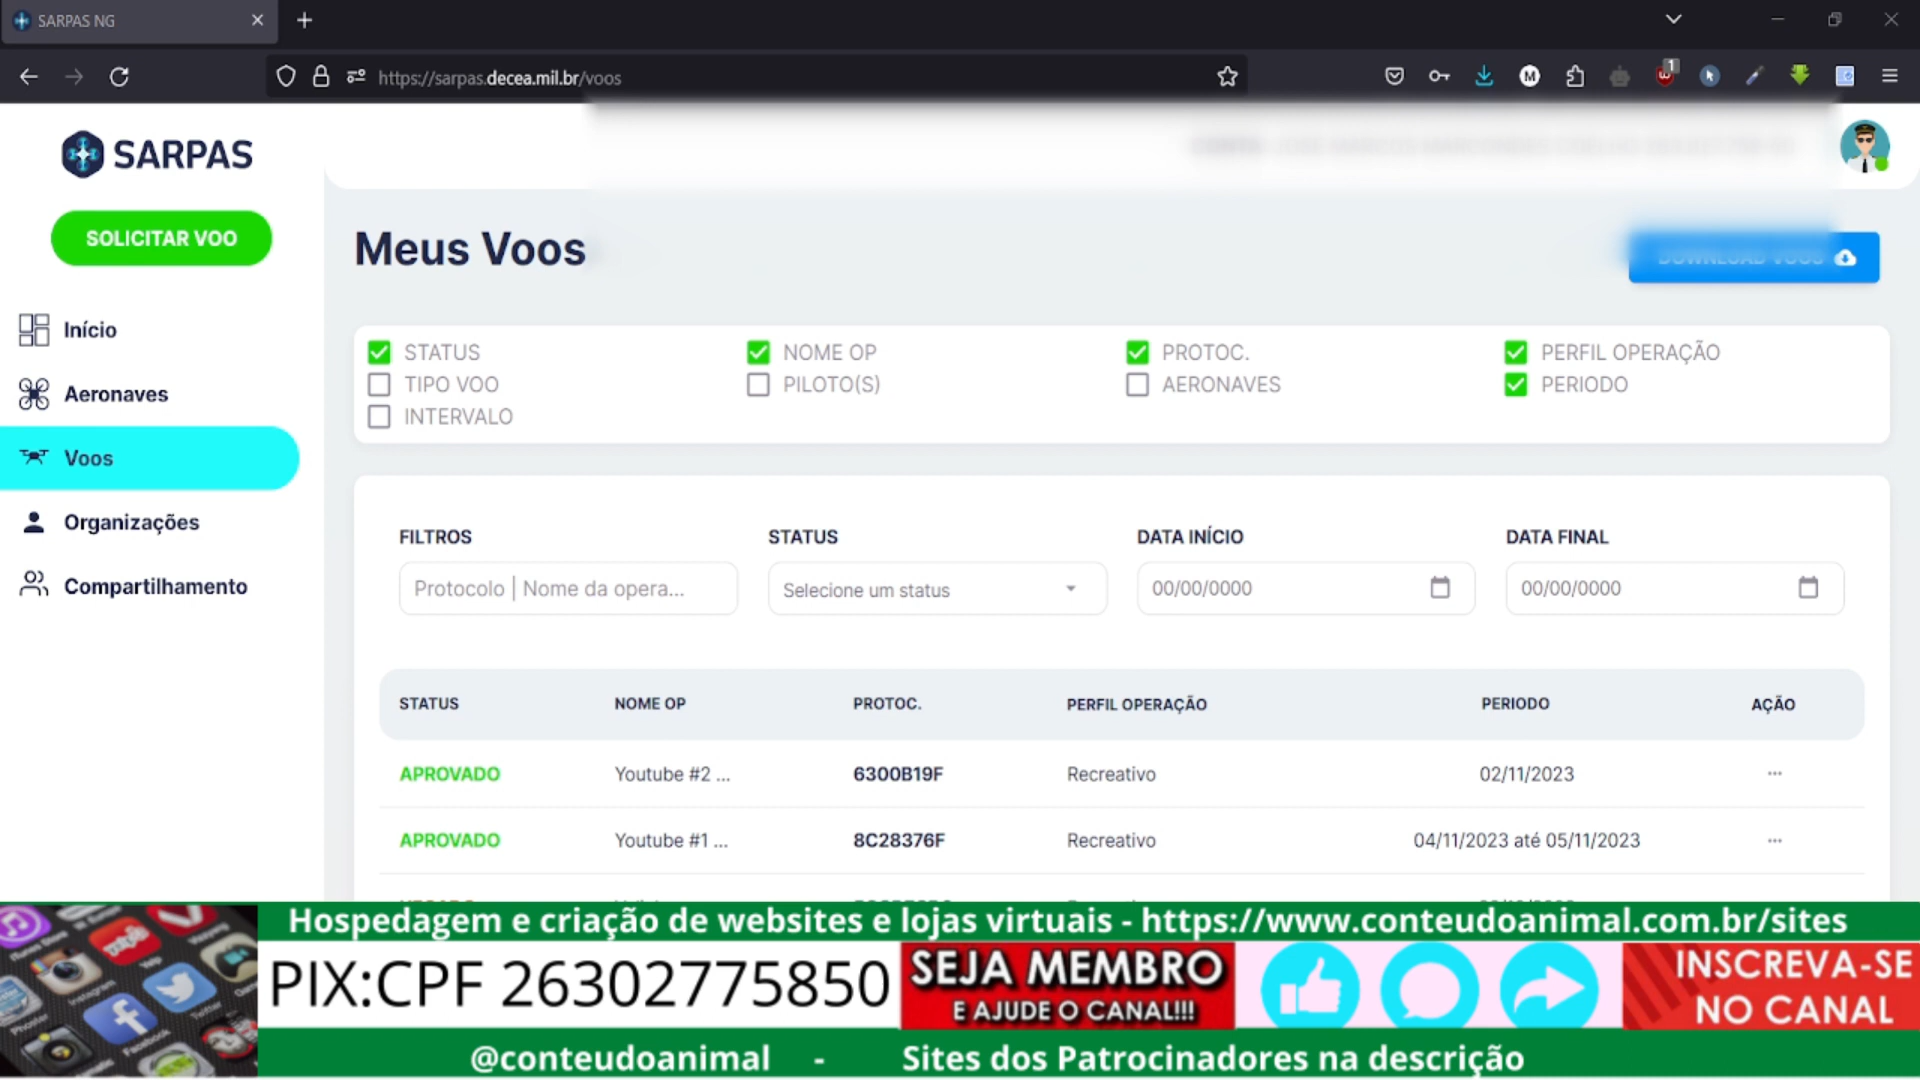 SARPAS NG
https://sarpas.decea.mil.br/voos
1
SARPAS
SOLICITAR VOO
Início
Aeronaves
Voos
Organizações
Compartilhamento
Meus Voos
DOWNLOAD VOOS
STATUS NOME OP PROTOC. PERFIL OPERAÇÃO
TIPO VOO PILOTO(S) AERONAVES PERIODO
INTERVALO
FILTROS STATUS DATA INÍCIO DATA FINAL
Protocolo | Nome da opera... Selecione um status 00/00/0000 00/00/0000
STATUS NOME OP PROTOC. PERFIL OPERAÇÃO PERIODO AÇÃO
APROVADO Youtube #2 ... 6300B19F Recreativo 02/11/2023 ...
APROVADO Youtube #1 ... 8C28376F Recreativo 04/11/2023 até 05/11/2023 ...
Hospedagem e criação de websites e lojas virtuais - https://www.conteudoanimal.com.br/sites
PIX:CPF 26302775850
SEJA MEMBRO
E AJUDE O CANAL!!!
INSCREVA-SE
NO CANAL
@conteudoanimal - Sites dos Patrocinadores na descrição